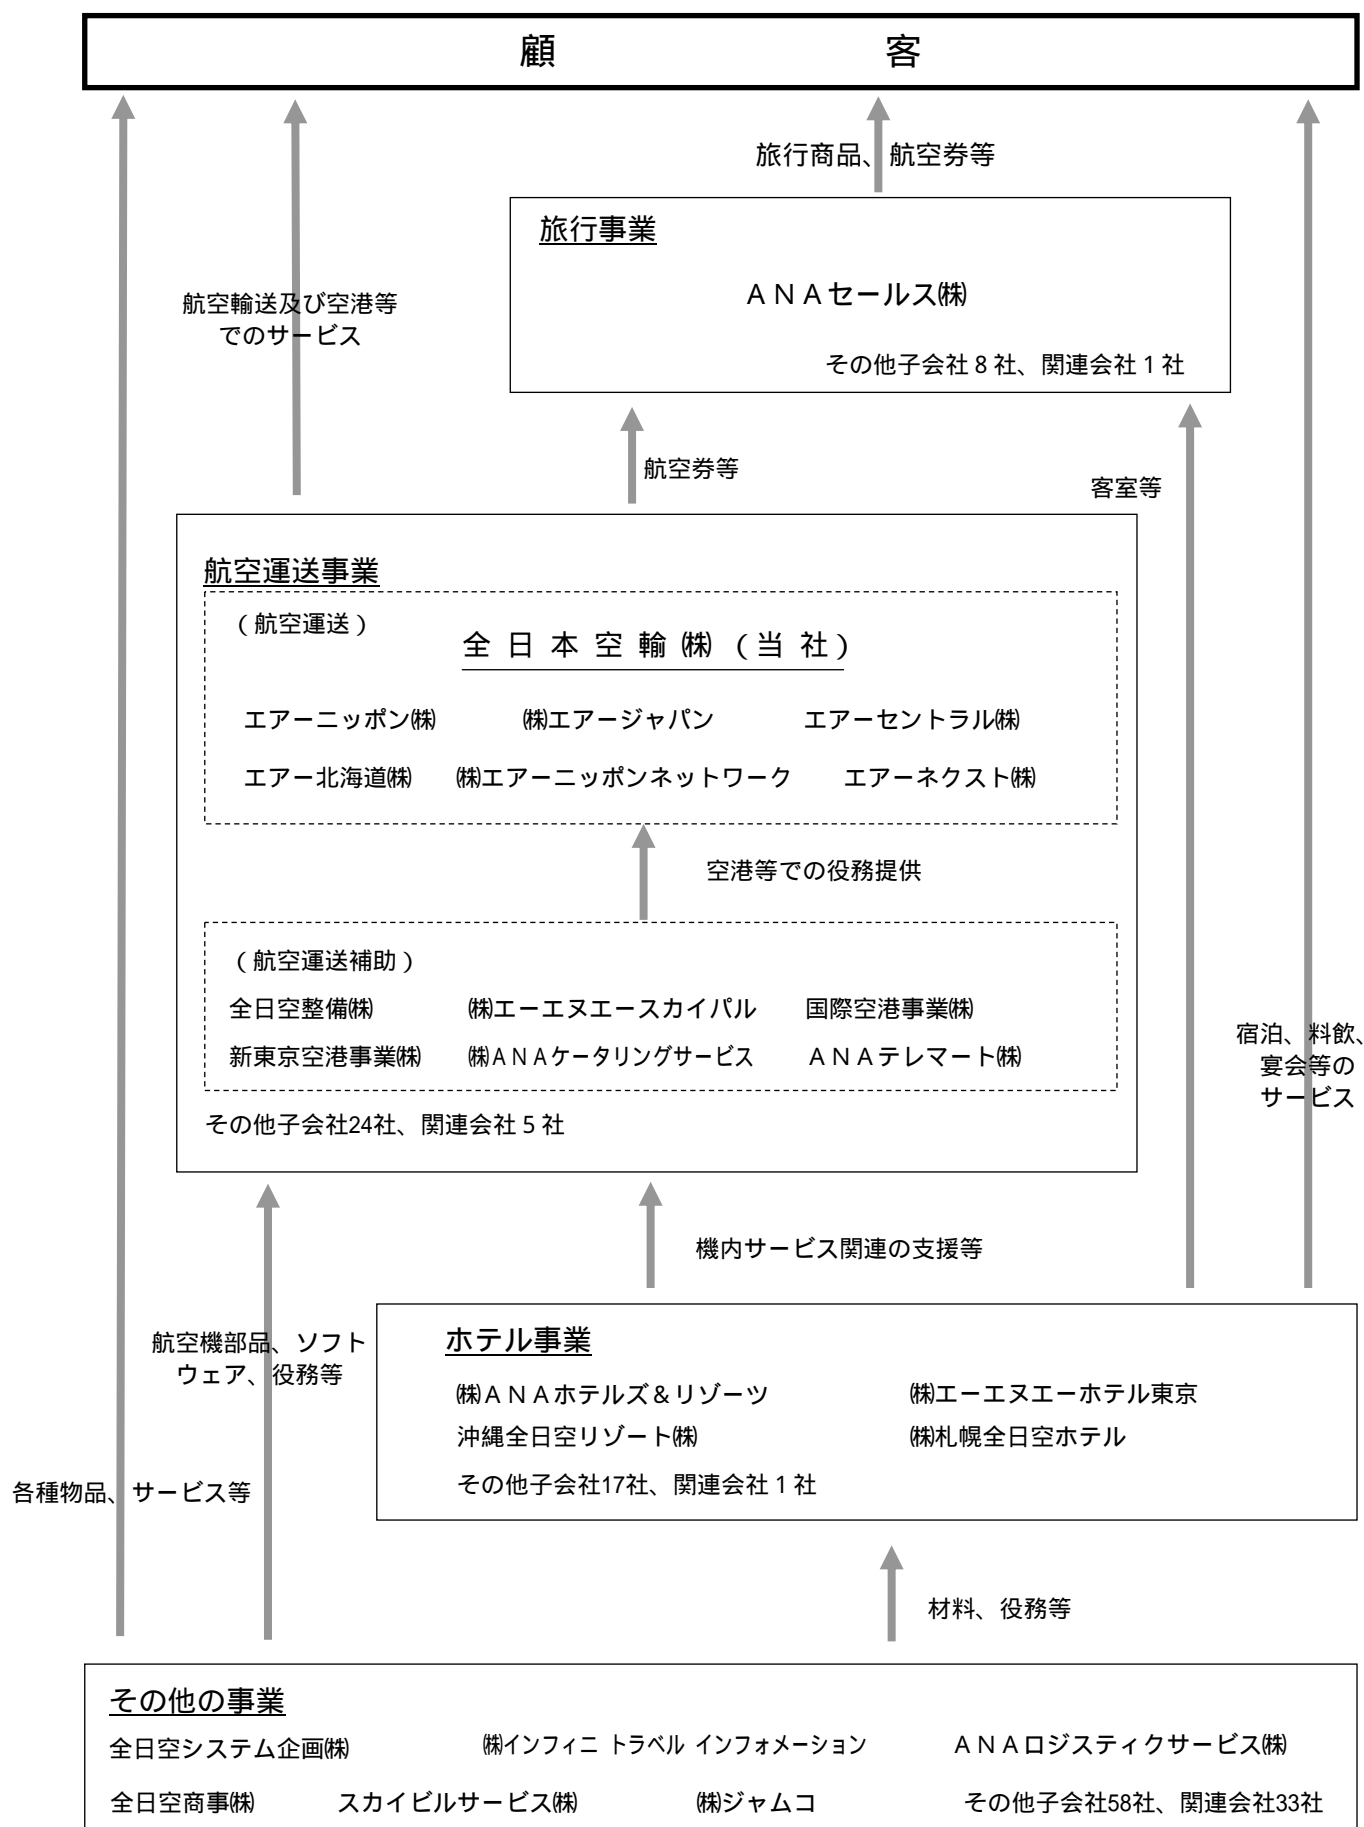 顧客
旅行商品、航空券等
旅行事業
ＡＮＡセールス㈱
その他子会社８社、関連会社１社
航空輸送及び空港等
でのサービス
航空券等
客室等
航空運送事業
（航空運送）
全日本空輸㈱（当社）
エアーニッポン㈱ ㈱エアージャパン エアーセントラル㈱
エアー北海道㈱ ㈱エアーニッポンネットワーク エアーネクスト㈱
空港等での役務提供
（航空運送補助）
全日空整備㈱ ㈱エーエヌエースカイパル 国際空港事業㈱
新東京空港事業㈱ ㈱ＡＮＡケータリングサービス ＡＮＡテレマート㈱
その他子会社24社、関連会社５社
宿泊、料飲、
宴会等の
サービス
機内サービス関連の支援等
航空機部品、ソフト
ウェア、役務等
ホテル事業
㈱ＡＮＡホテルズ＆リゾーツ ㈱エーエヌエーホテル東京
沖縄全日空リゾート㈱ ㈱札幌全日空ホテル
その他子会社17社、関連会社１社
各種物品、サービス等
材料、役務等
その他の事業
全日空システム企画㈱ ㈱インフィニ トラベル インフォメーション ＡＮＡロジスティクサービス㈱
全日空商事㈱ スカイビルサービス㈱ ㈱ジャムコ その他子会社58社、関連会社33社